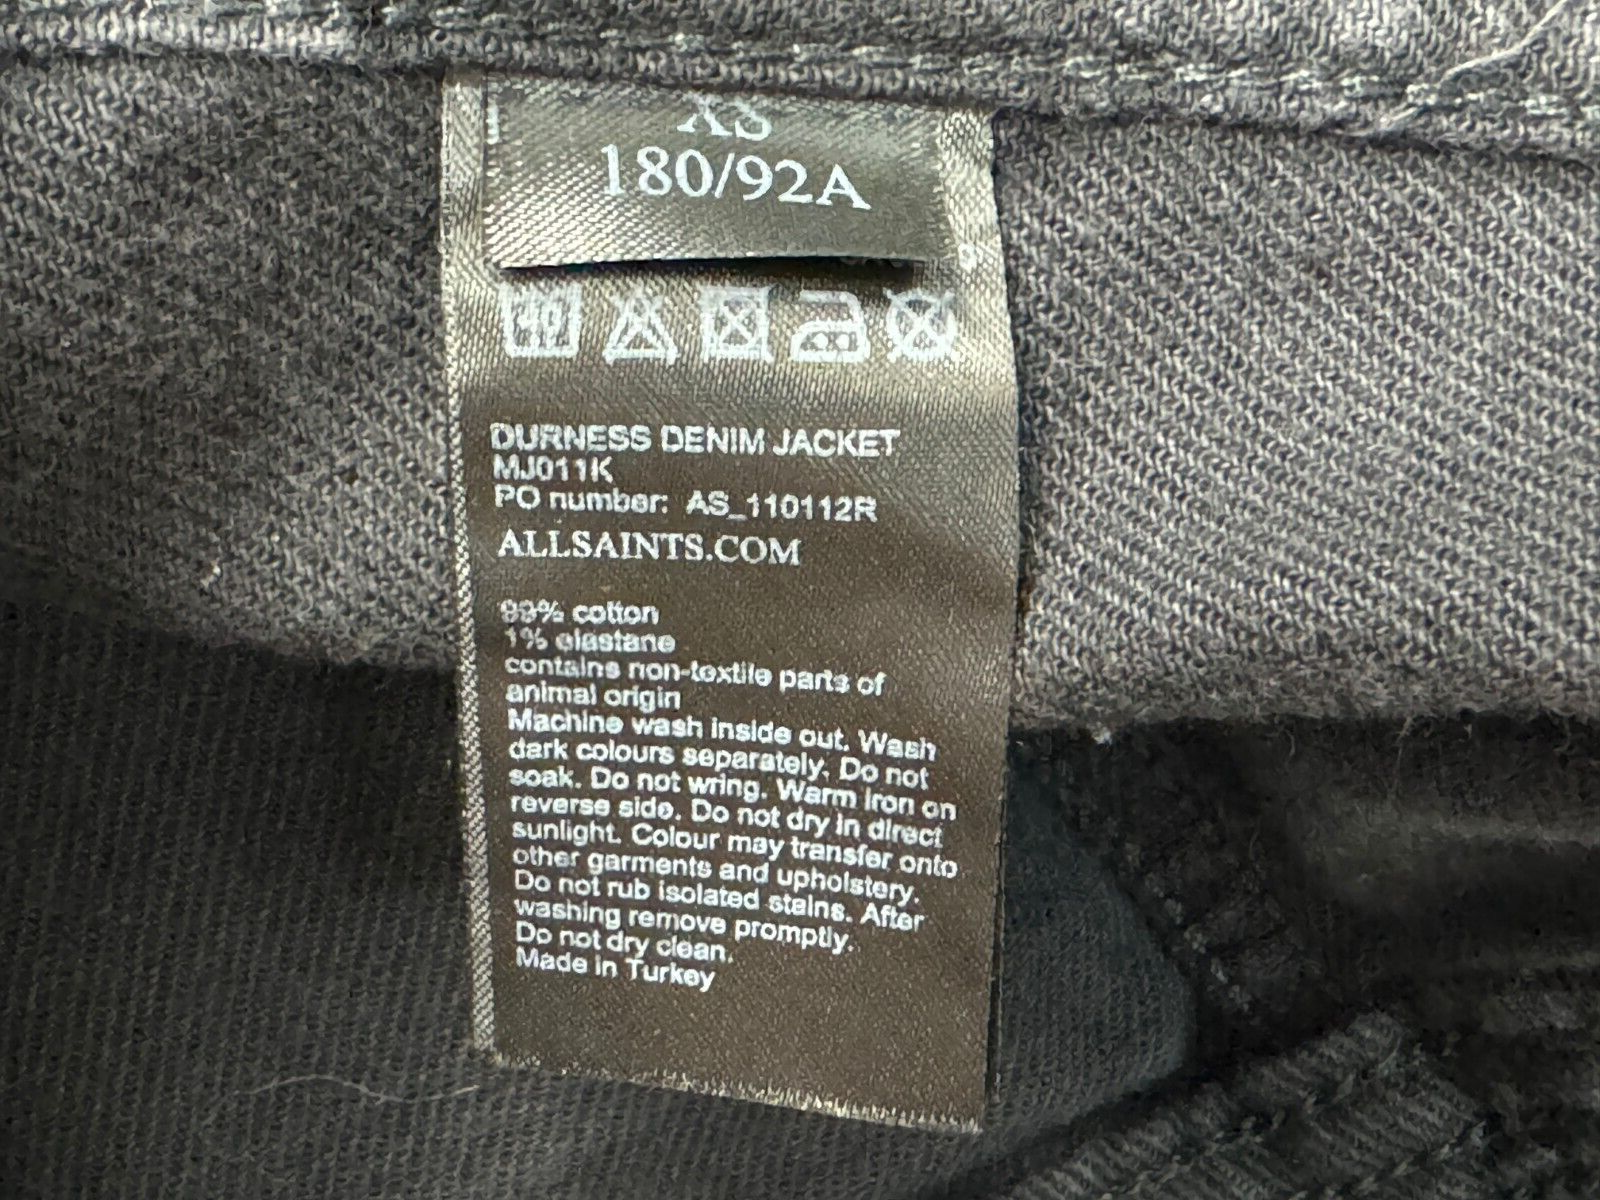 XS
180/92A
40
DURNESS DENIM JACKET
MJ011K
PO number: AS_110112R
ALLSAINTS.COM
99% cotton
1% elastane
contains non-textile parts of
animal origin
Machine wash inside out. Wash
dark colours separately. Do not
soak. Do not wring. Warm iron on
reverse side. Do not dry in direct
sunlight. Colour may transfer onto
other garments and upholstery.
Do not rub isolated stains. After
washing remove promptly.
Do not dry clean.
Made in Turkey